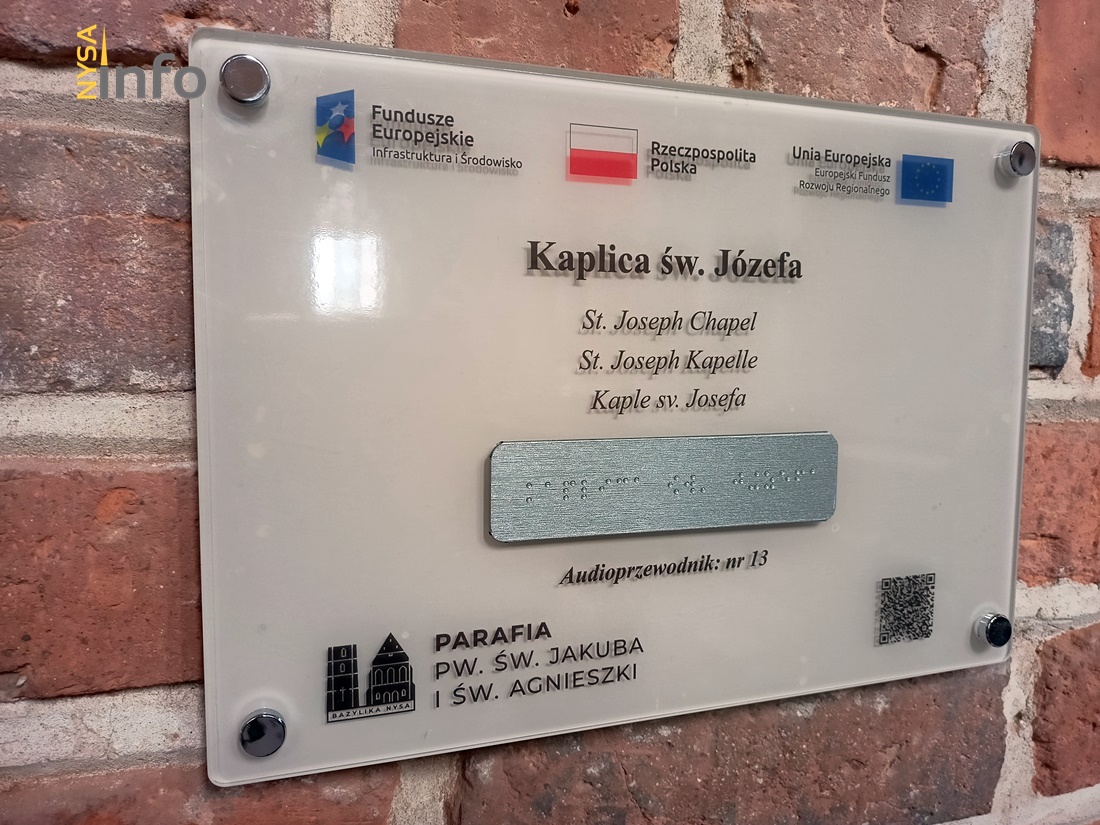 NYSA
info
Fundusze
Europejskie
Infrastruktura i Środowisko
Rzeczpospolita
Polska
Unia Europejska
Europejski Fundusz
Rozwoju Regionalnego
Kaplica św. Józefa
St. Joseph Chapel
St. Joseph Kapelle
Kaple sv. Josefa
Audioprzewodnik: nr 13
PARAFIA
PW. ŚW. JAKUBA
I ŚW. AGNIESZKI
BAZYLIKA NYSA